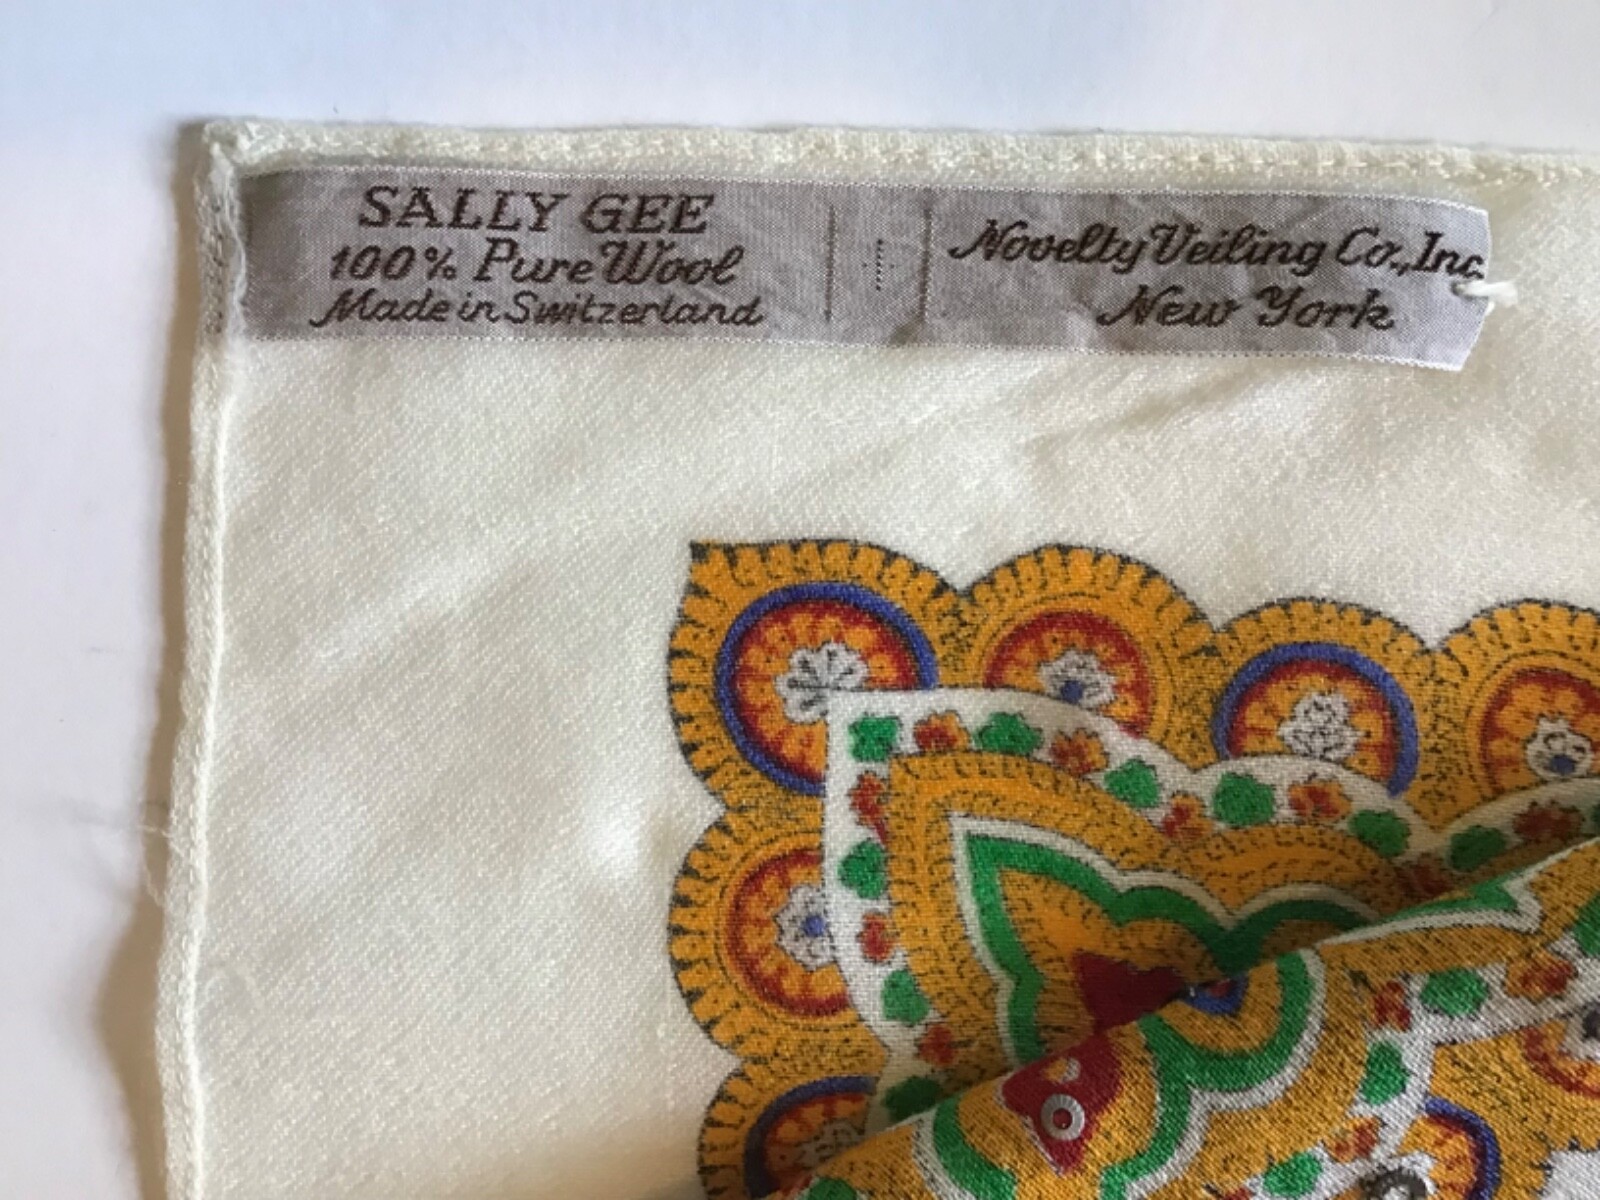 SALLY GEE
100% Pure Wool
Made in Switzerland
Novelty Veiling Co., Inc.
New York